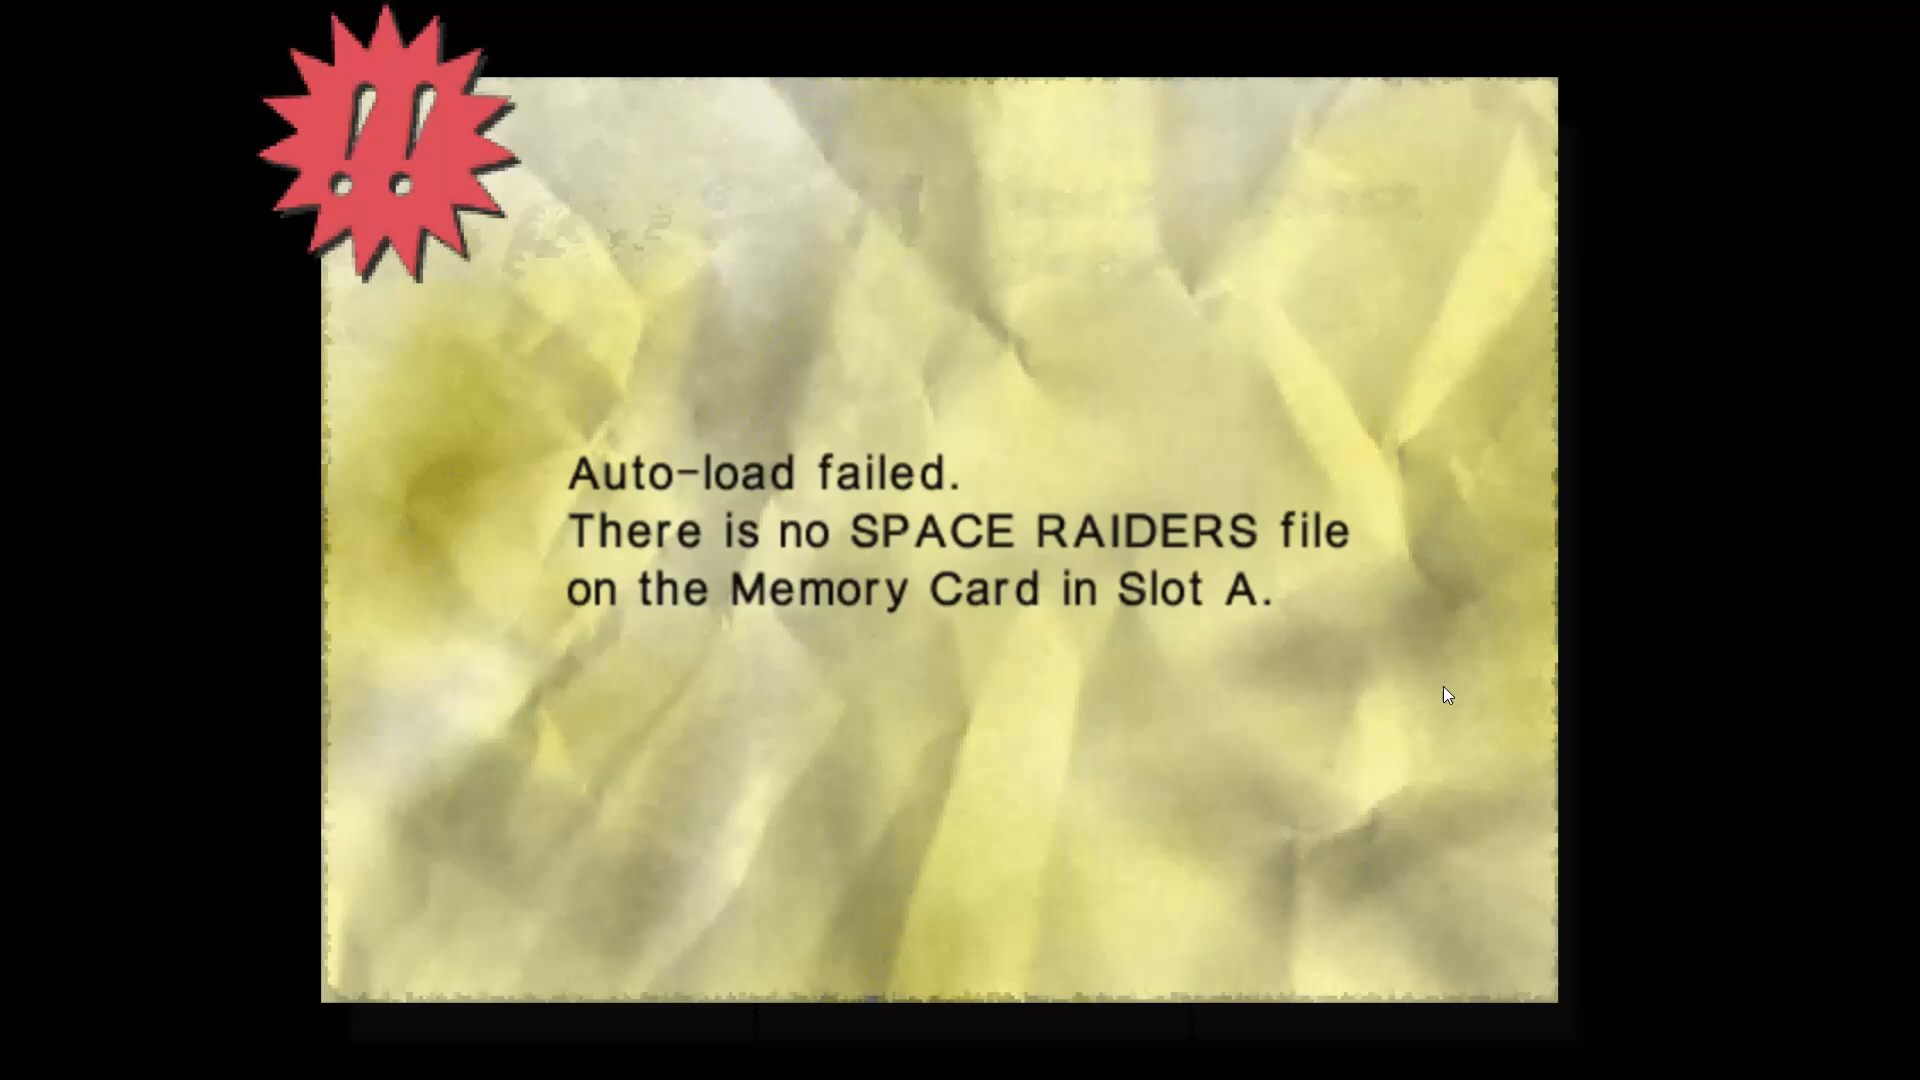 !!
Auto-load failed.
There is no SPACE RAIDERS file
on the Memory Card in Slot A.